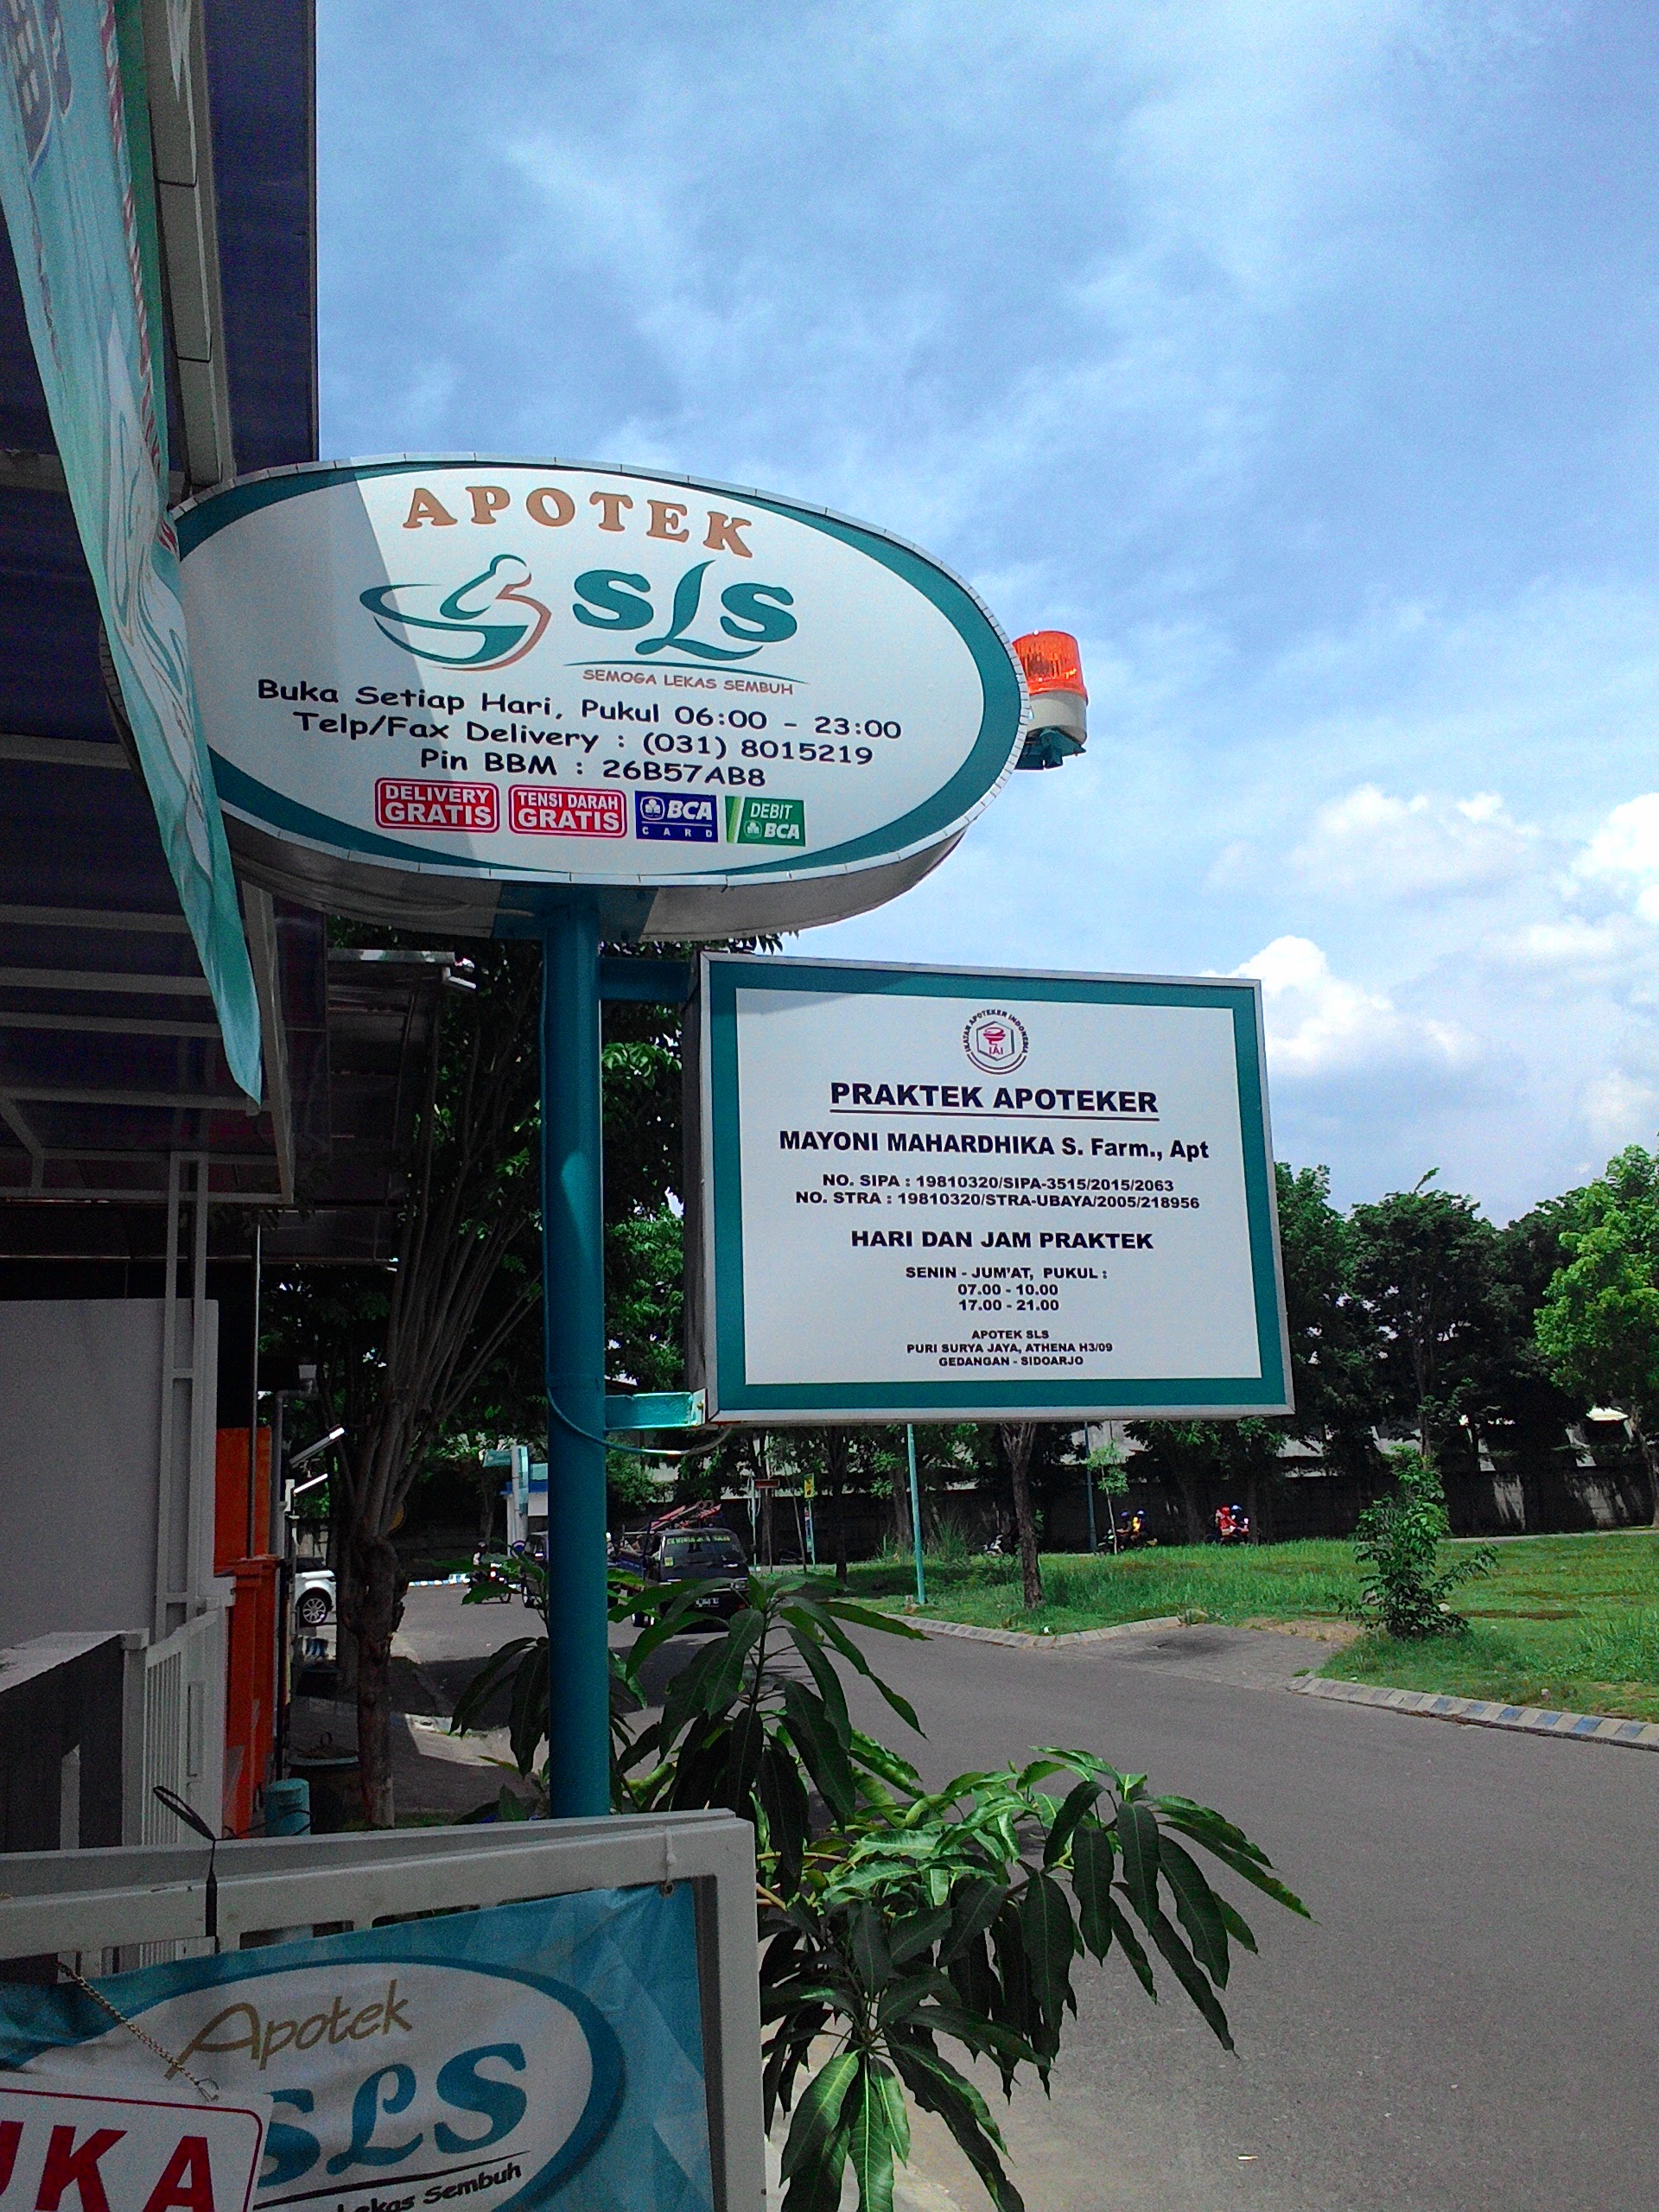 APOTEK
SLS
SEMOGA LEKAS SEMBUH
Buka Setiap Hari, Pukul 06:00 - 23:00
Telp/Fax Delivery : (031) 8015219
Pin BBM : 26B57AB8
DELIVERY GRATIS
TENSI DARAH GRATIS
BCA CARD
DEBIT BCA
IKATAN APOTEKER INDONESIA
IAI
PRAKTEK APOTEKER
MAYONI MAHARDHIKA S. Farm., Apt
NO. SIPA : 19810320/SIPA-3515/2015/2063
NO. STRA : 19810320/STRA-UBAYA/2005/218956
HARI DAN JAM PRAKTEK
SENIN - JUM'AT, PUKUL :
07.00 - 10.00
17.00 - 21.00
APOTEK SLS
PURI SURYA JAYA, ATHENA H3/09
GEDANGAN - SIDOARJO
Apotek
SLS
Lekas Sembuh
UKA